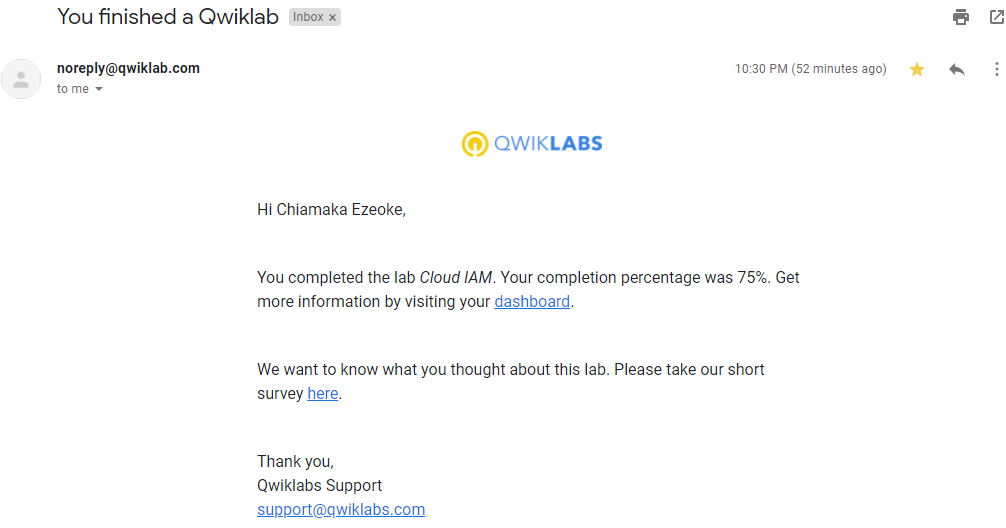 You finished a Qwiklab Inbox ×
noreply@qwiklab.com 10:30 PM (52 minutes ago)
to me
QWIKLABS
Hi Chiamaka Ezeoke,
You completed the lab Cloud IAM. Your completion percentage was 75%. Get
more information by visiting your dashboard.
We want to know what you thought about this lab. Please take our short
survey here.
Thank you,
Qwiklabs Support
support@qwiklabs.com